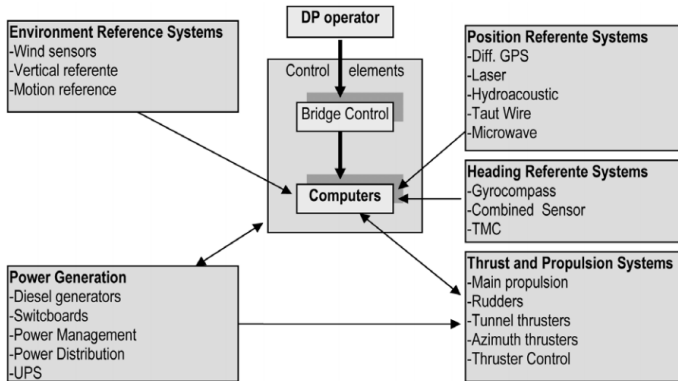 DP operator
Environment Reference Systems
-Wind sensors
-Vertical referente
-Motion reference
Control elements
Bridge Control
Computers
Position Referente Systems
-Diff. GPS
-Laser
-Hydroacoustic
-Taut Wire
-Microwave
Heading Referente Systems
-Gyrocompass
-Combined Sensor
-TMC
Power Generation
-Diesel generators
-Switcboards
-Power Management
-Power Distribution
-UPS
Thrust and Propulsion Systems
-Main propulsion
-Rudders
-Tunnel thrusters
-Azimuth thrusters
-Thruster Control